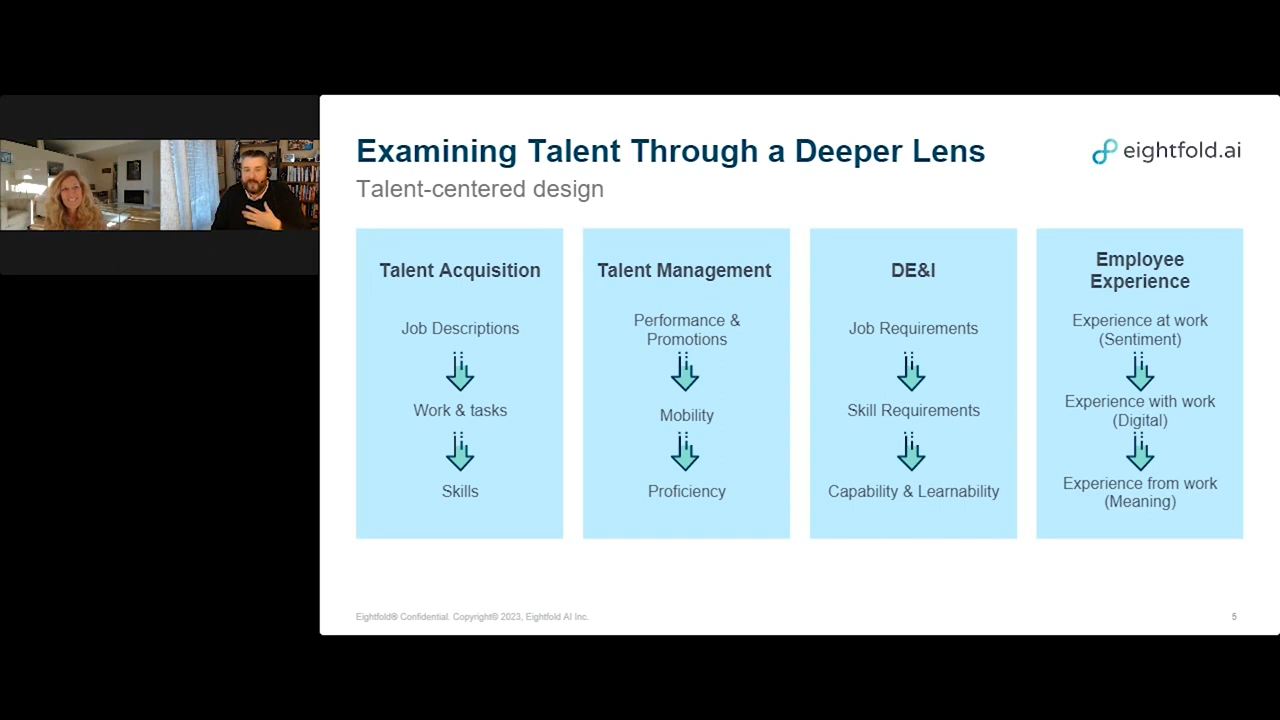 Examining Talent Through a Deeper Lens
eightfold.ai
Talent-centered design
Talent Acquisition
Job Descriptions
Work & tasks
Skills
Talent Management
Performance &
Promotions
Mobility
Proficiency
DE&I
Job Requirements
Skill Requirements
Capability & Learnability
Employee
Experience
Experience at work
(Sentiment)
Experience with work
(Digital)
Experience from work
(Meaning)
Eightfold® Confidential. Copyright© 2023, Eightfold AI Inc.
5